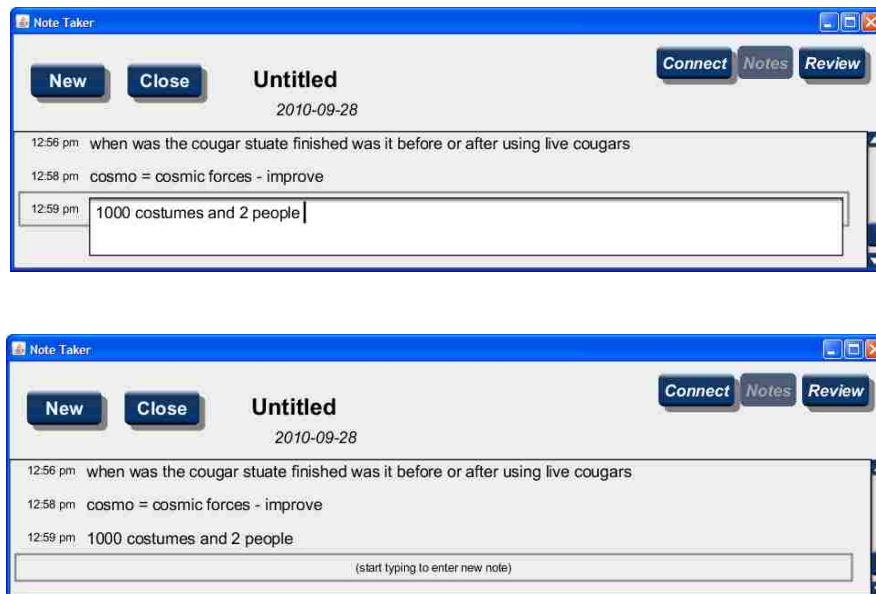 Note Taker
New Close Untitled Connect Notes Review
2010-09-28
12:56 pm when was the cougar stuate finished was it before or after using live cougars
12:58 pm cosmo = cosmic forces - improve
12:59 pm 1000 costumes and 2 people
Note Taker
New Close Untitled Connect Notes Review
2010-09-28
12:56 pm when was the cougar stuate finished was it before or after using live cougars
12:58 pm cosmo = cosmic forces - improve
12:59 pm 1000 costumes and 2 people
(start typing to enter new note)